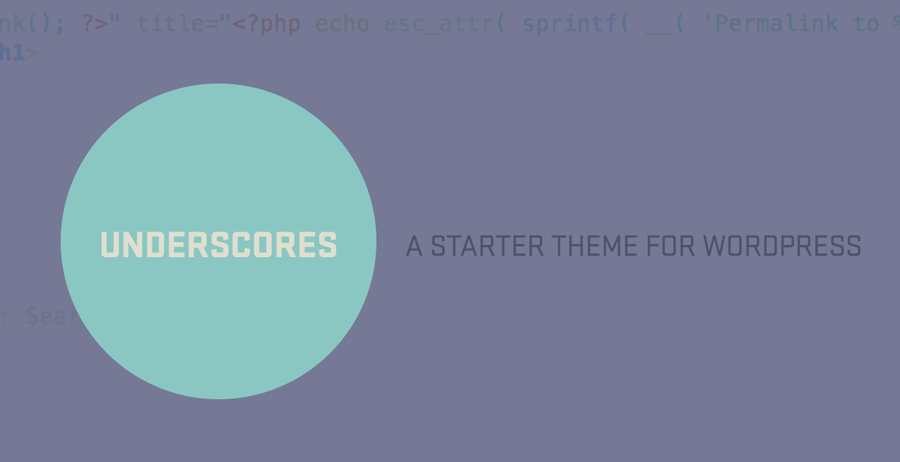 nk(); ?>" title="<?php echo esc_attr( sprintf( __( 'Permalink to %
h1>
UNDERSCORES
A STARTER THEME FOR WORDPRESS
r Sear